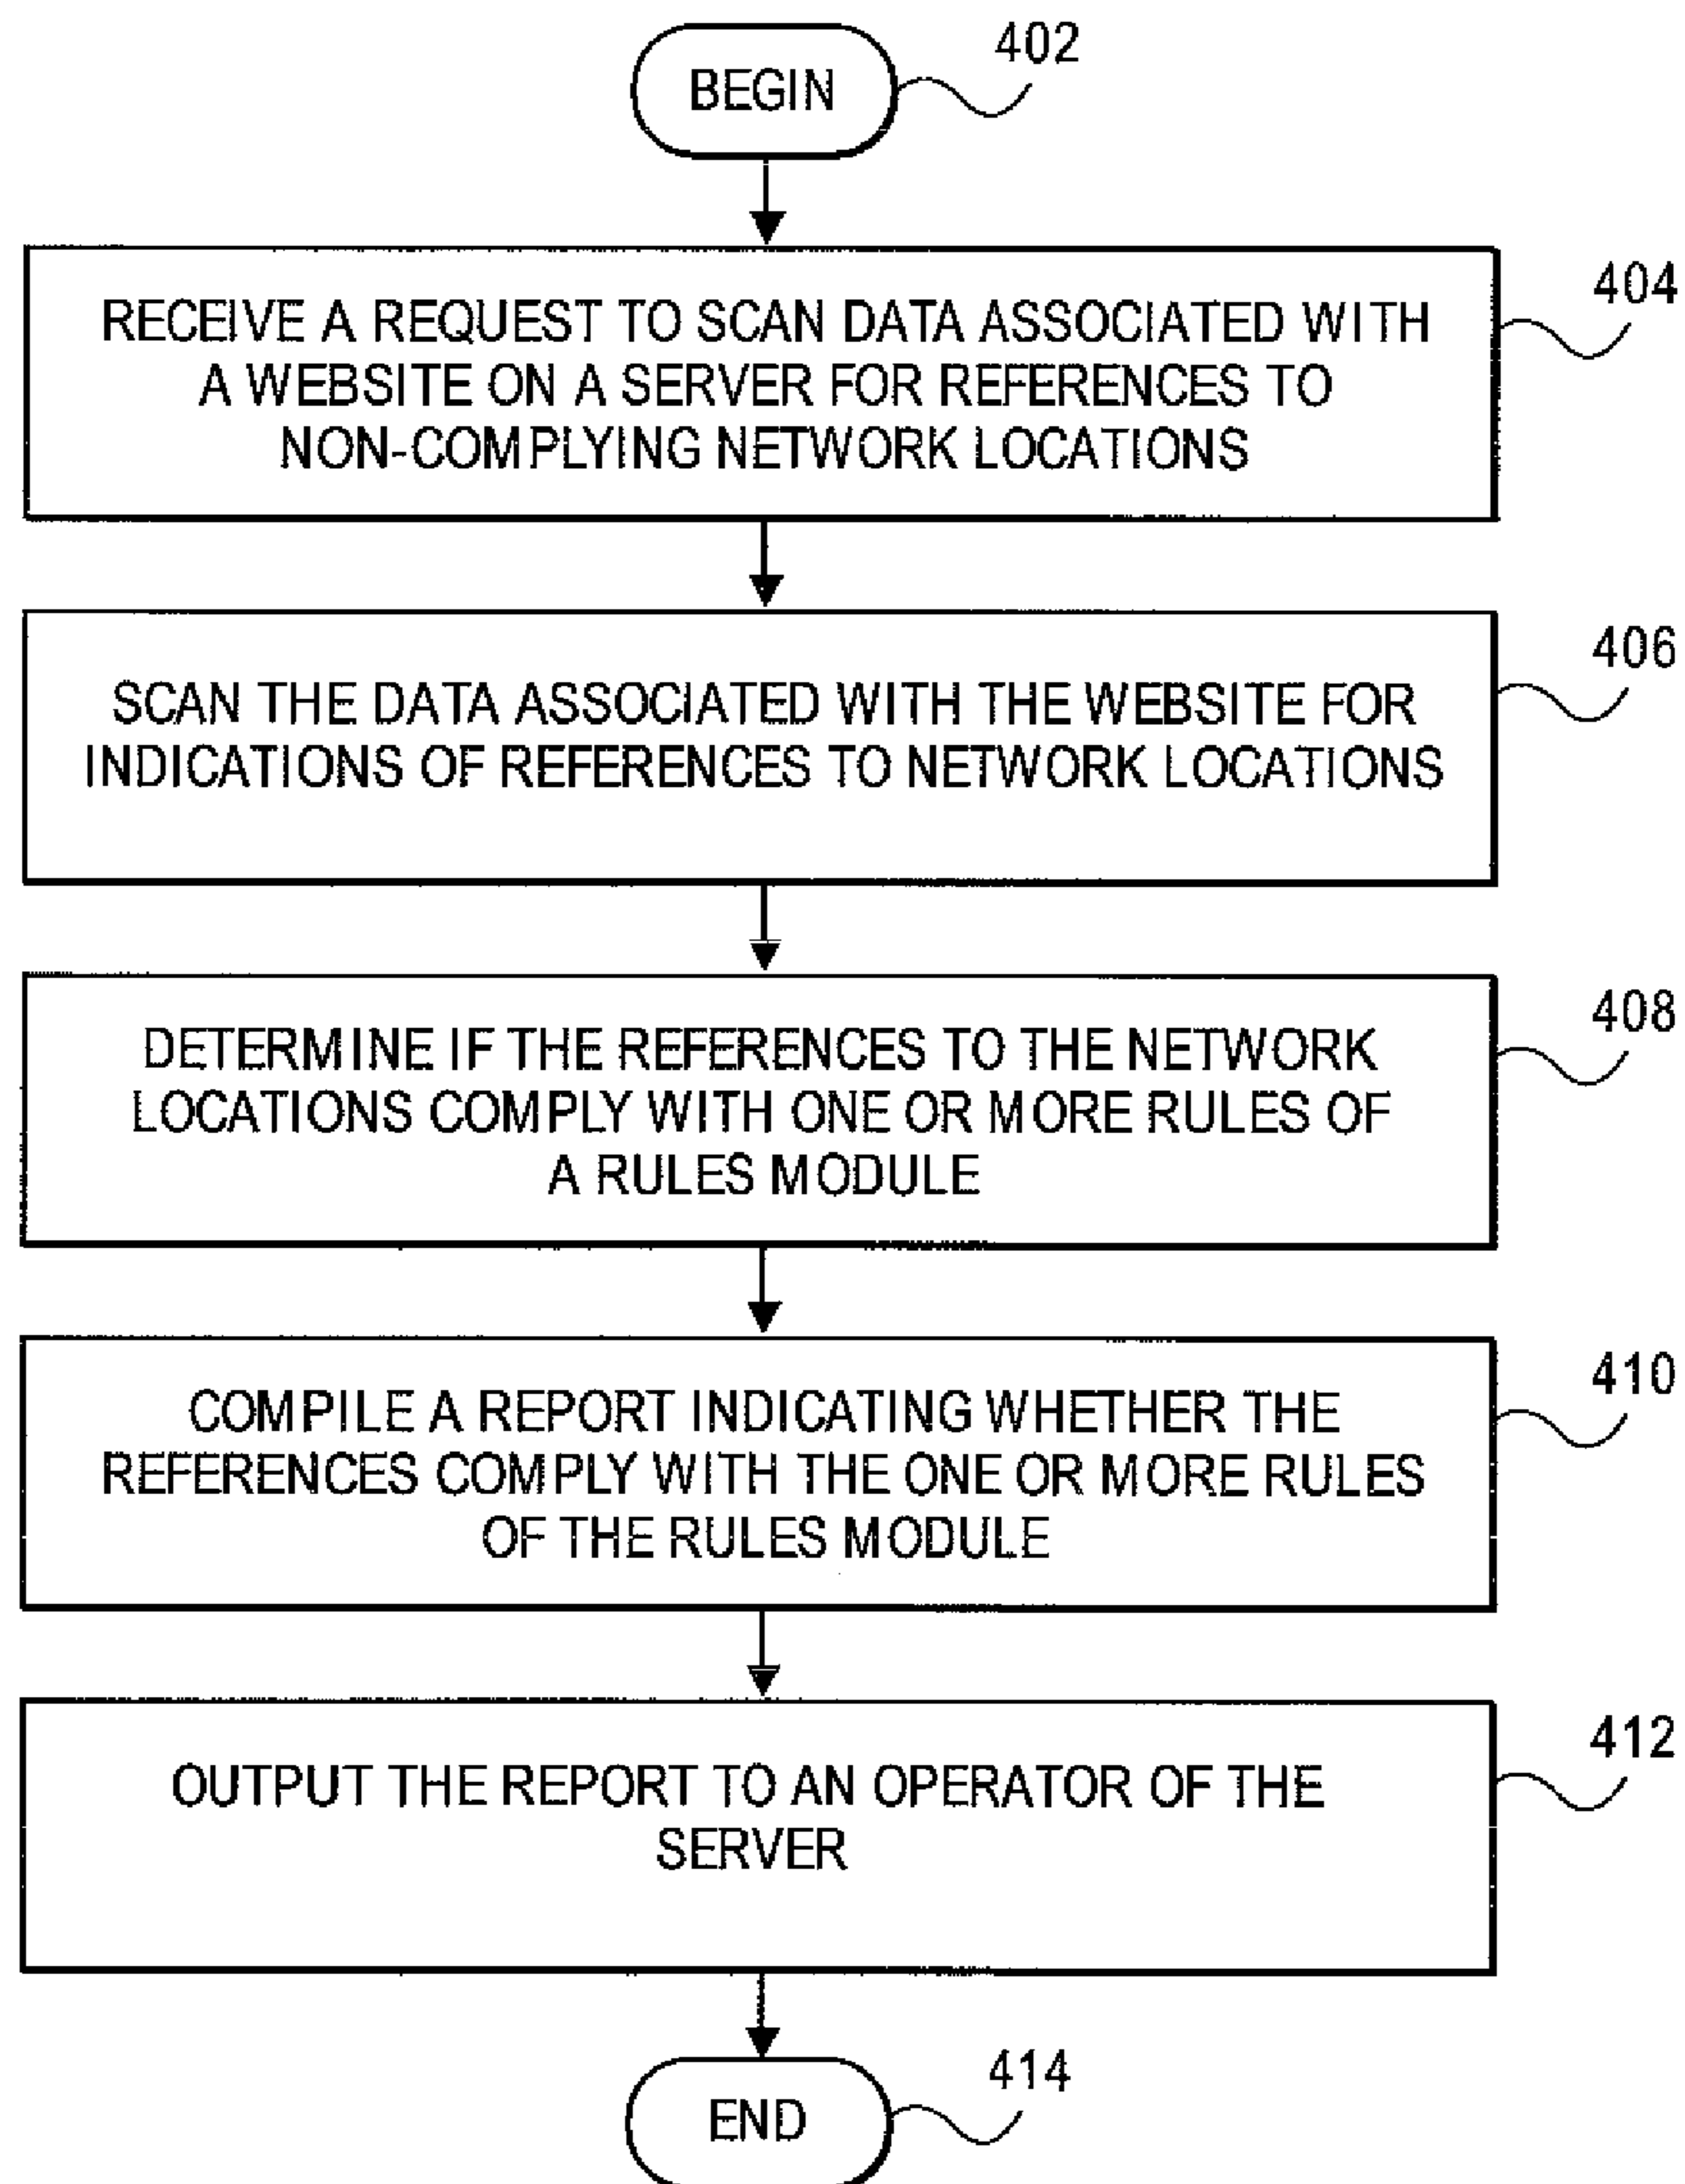 BEGIN
402
RECEIVE A REQUEST TO SCAN DATA ASSOCIATED WITH
A WEBSITE ON A SERVER FOR REFERENCES TO
NON-COMPLYING NETWORK LOCATIONS
404
SCAN THE DATA ASSOCIATED WITH THE WEBSITE FOR
INDICATIONS OF REFERENCES TO NETWORK LOCATIONS
406
DETERMINE IF THE REFERENCES TO THE NETWORK
LOCATIONS COMPLY WITH ONE OR MORE RULES OF
A RULES MODULE
408
COMPILE A REPORT INDICATING WHETHER THE
REFERENCES COMPLY WITH THE ONE OR MORE RULES
OF THE RULES MODULE
410
OUTPUT THE REPORT TO AN OPERATOR OF THE
SERVER
412
END
414